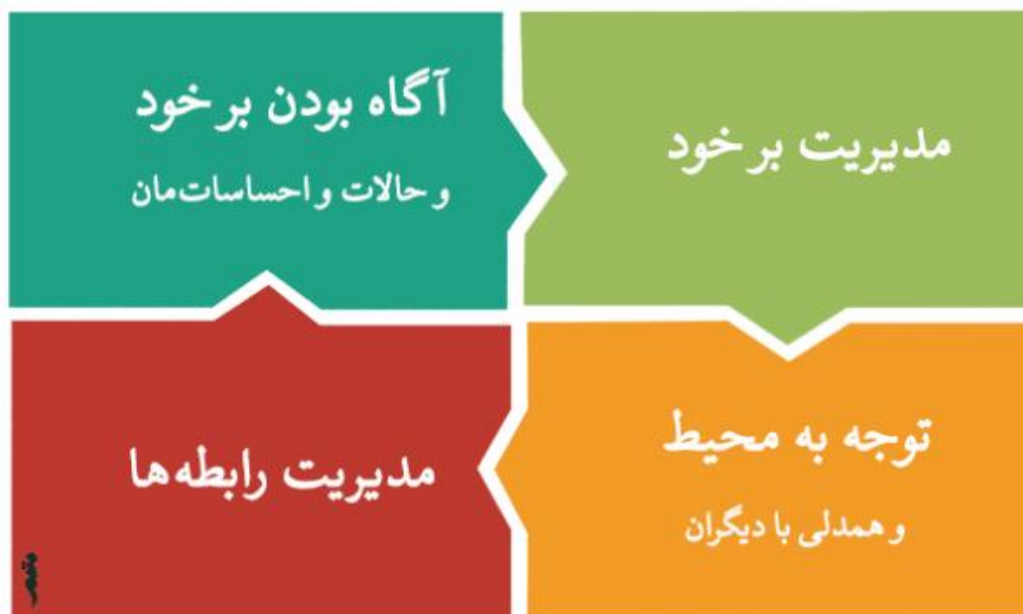 آگاه بودن بر خود
و حالات و احساسات‌مان
مدیریت بر خود
توجه به محیط
و همدلی با دیگران
مدیریت رابطه‌ها